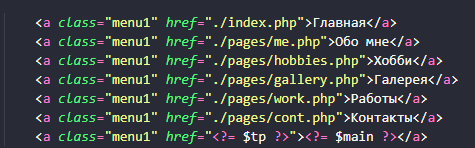 <a class="menu1" href="./index.php">Главная</a>
<a class="menu1" href="./pages/me.php">Обо мне</a>
<a class="menu1" href="./pages/hobbies.php">Хобби</a>
<a class="menu1" href="./pages/gallery.php">Галерея</a>
<a class="menu1" href="./pages/work.php">Работы</a>
<a class="menu1" href="./pages/cont.php">Контакты</a>
<a class="menu1" href="<?= $tp ?>"><?= $main ?></a>